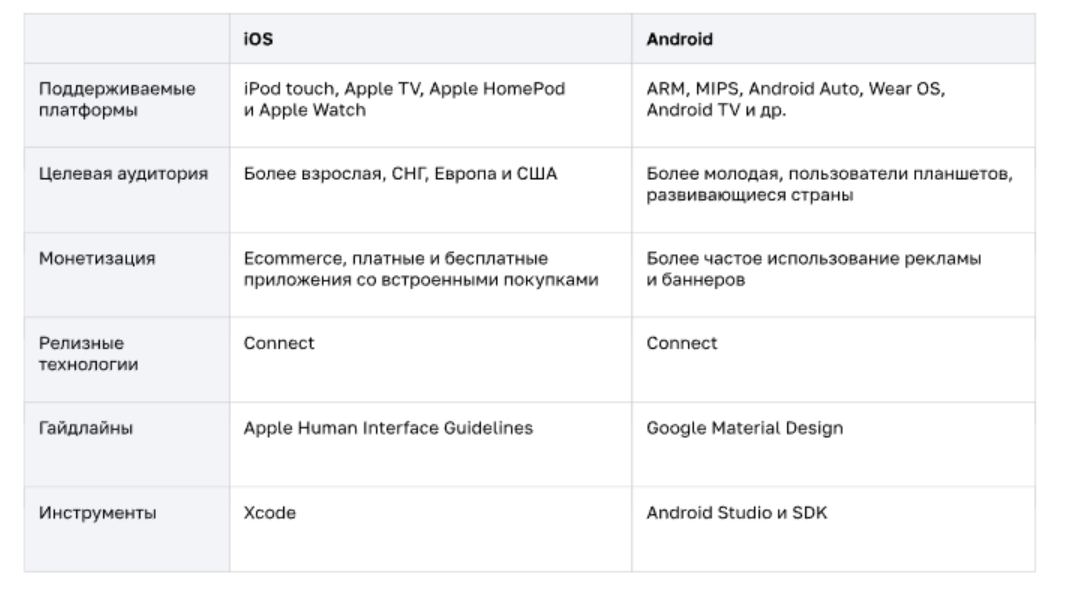 iOS
Android
Поддерживаемые
платформы
iPod touch, Apple TV, Apple HomePod
и Apple Watch
ARM, MIPS, Android Auto, Wear OS,
Android TV и др.
Целевая аудитория
Более взрослая, СНГ, Европа и США
Более молодая, пользователи планшетов,
развивающиеся страны
Монетизация
Ecommerce, платные и бесплатные
приложения со встроенными покупками
Более частое использование рекламы
и баннеров
Релизные
технологии
Connect
Connect
Гайдлайны
Apple Human Interface Guidelines
Google Material Design
Инструменты
Xcode
Android Studio и SDK